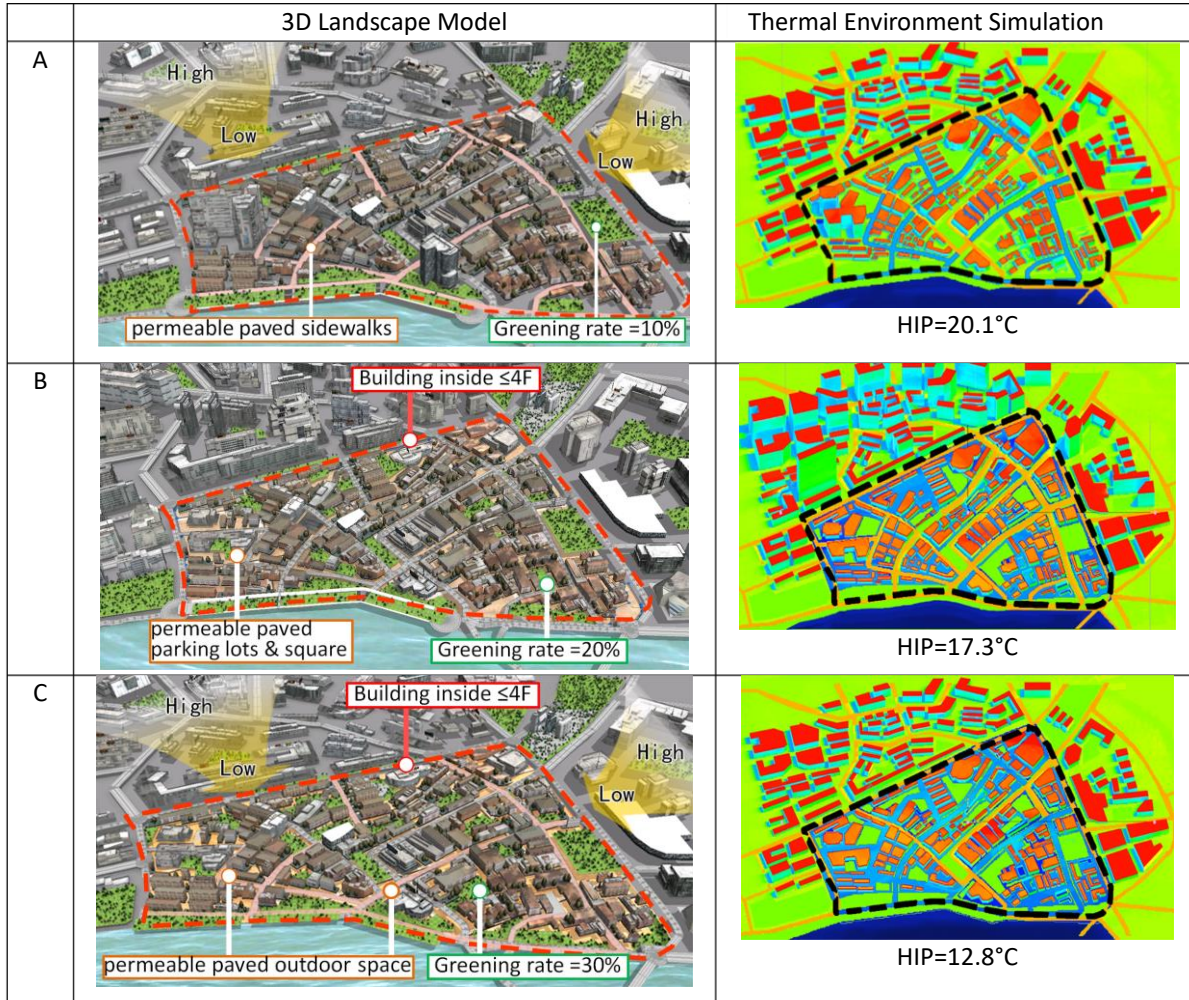 3D Landscape Model
Thermal Environment Simulation
A
High
Low
High
Low
permeable paved sidewalks
Greening rate =10%
HIP=20.1°C
B
Building inside ≤4F
permeable paved
parking lots & square
Greening rate =20%
HIP=17.3°C
C
Building inside ≤4F
High
Low
High
Low
permeable paved outdoor space
Greening rate =30%
HIP=12.8°C